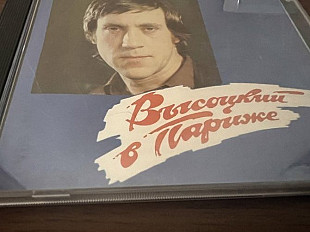 Высоцкий
в Париже